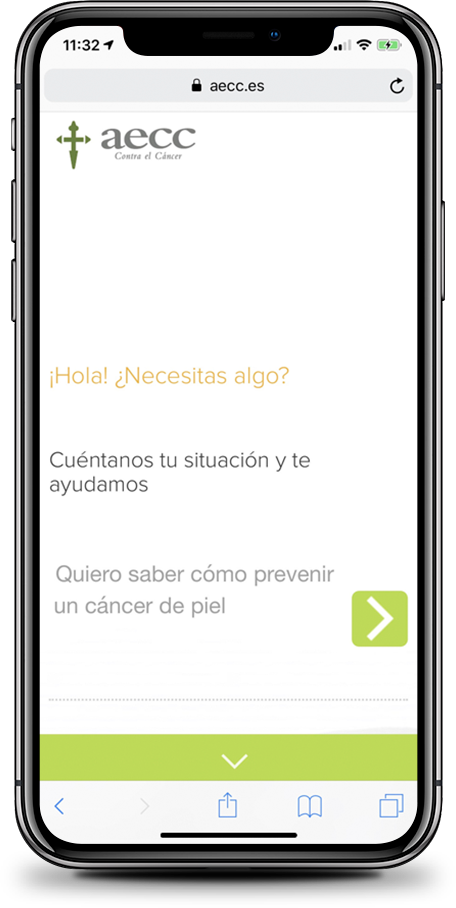 11:32
aecc.es
aecc
Contra el Cáncer
¡Hola! ¿Necesitas algo?
Cuéntanos tu situación y te
ayudamos
Quiero saber cómo prevenir
un cáncer de piel